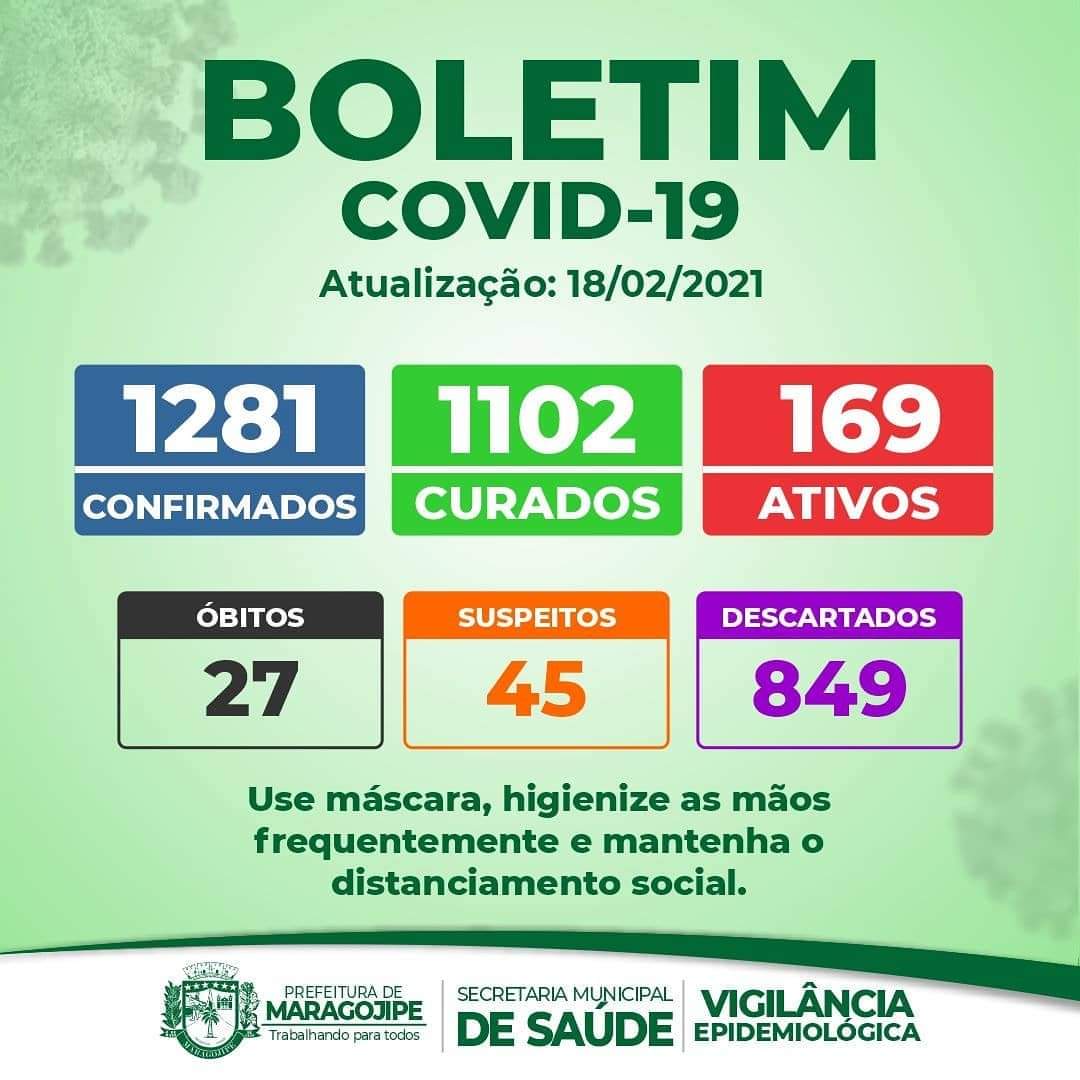 BOLETIM
COVID-19
Atualização: 18/02/2021
1281
CONFIRMADOS
1102
CURADOS
169
ATIVOS
ÓBITOS
27
SUSPEITOS
45
DESCARTADOS
849
Use máscara, higienize as mãos
frequentemente e mantenha o
distanciamento social.
MARAGOJIPE
PREFEITURA DE
MARAGOJIPE
Trabalhando para todos
SECRETARIA MUNICIPAL
DE SAÚDE
VIGILÂNCIA
EPIDEMIOLÓGICA